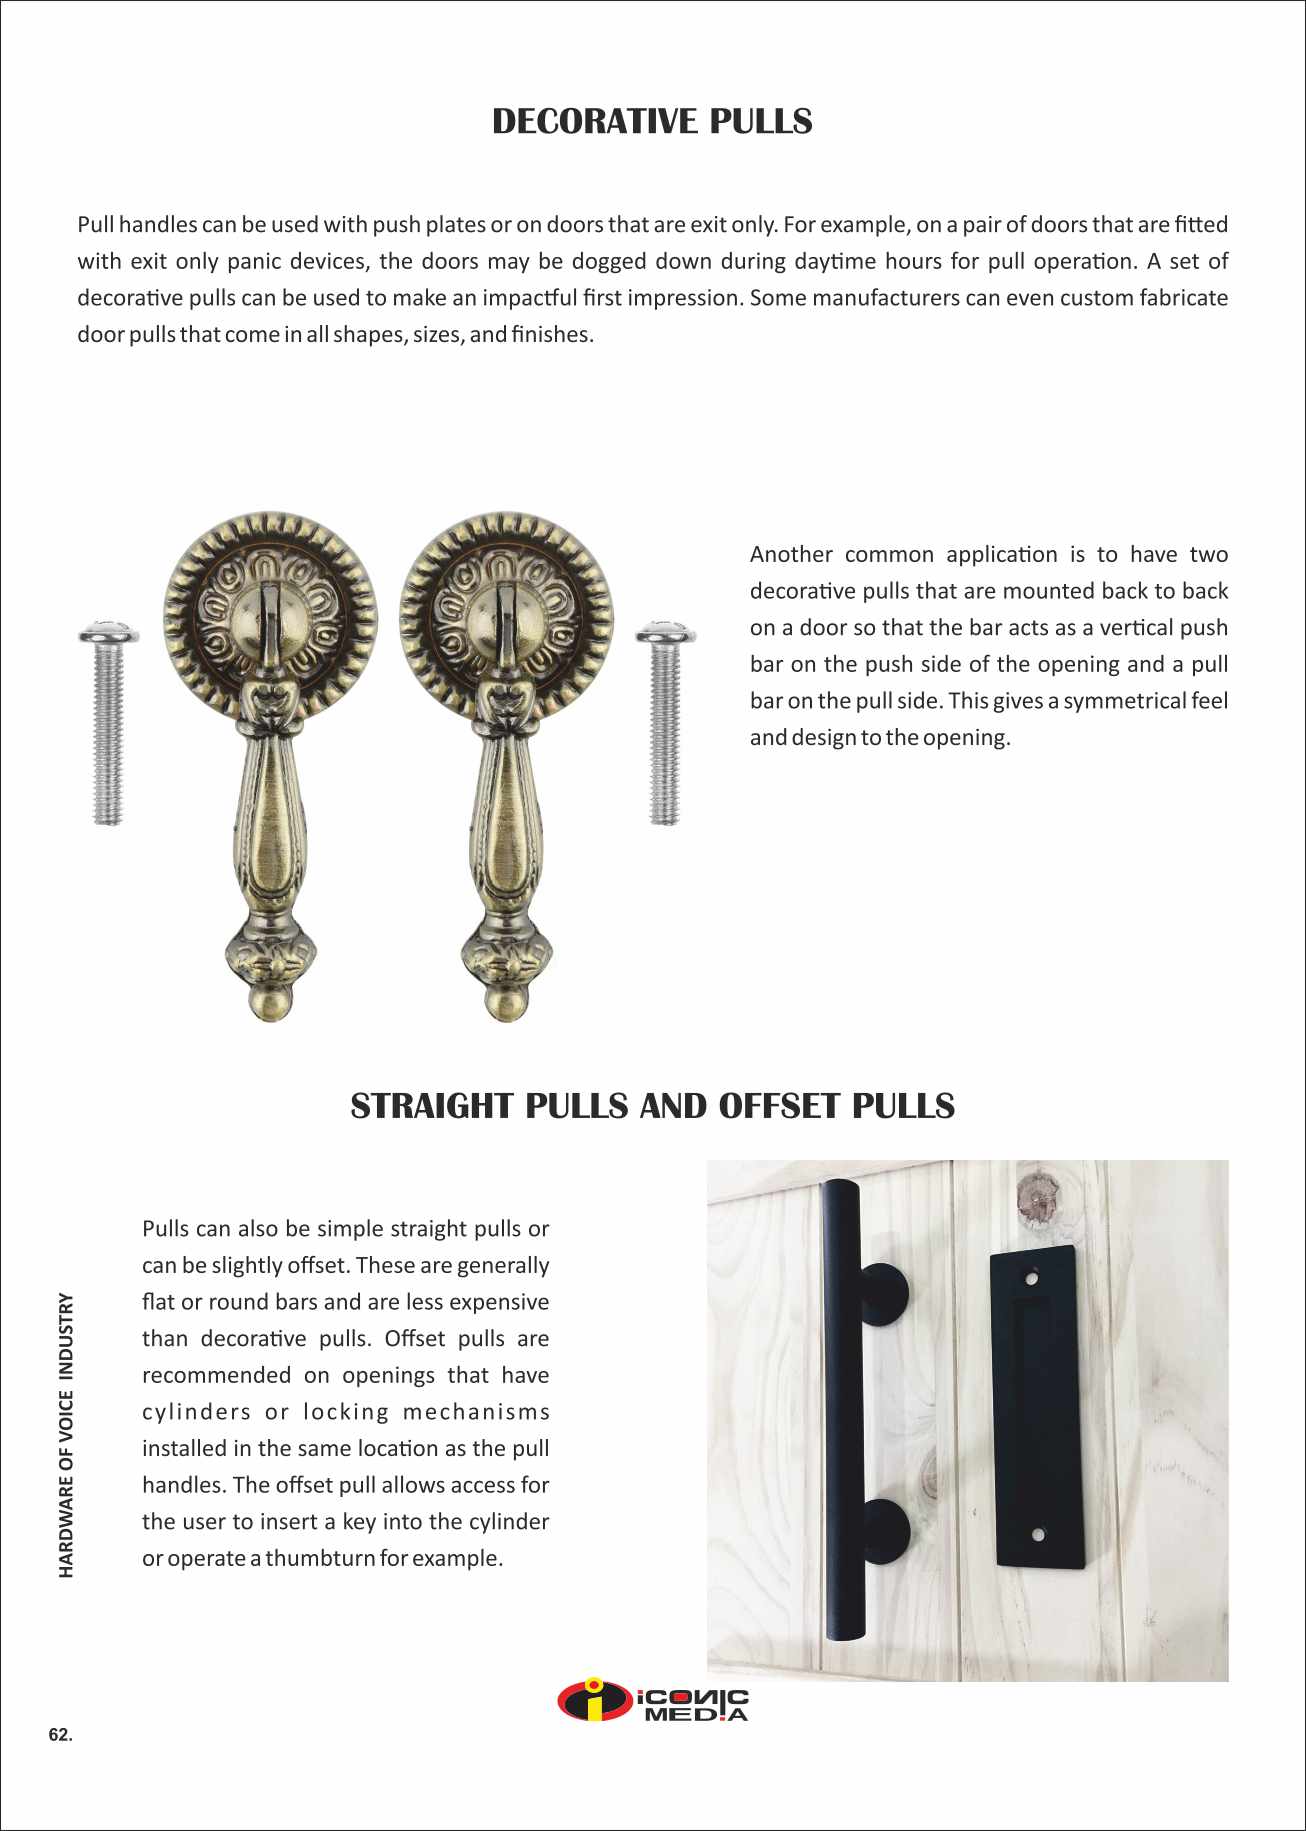 DECORATIVE PULLS
Pull handles can be used with push plates or on doors that are exit only. For example, on a pair of doors that are fitted
with exit only panic devices, the doors may be dogged down during daytime hours for pull operation. A set of
decorative pulls can be used to make an impactful first impression. Some manufacturers can even custom fabricate
door pulls that come in all shapes, sizes, and finishes.
Another common application is to have two
decorative pulls that are mounted back to back
on a door so that the bar acts as a vertical push
bar on the push side of the opening and a pull
bar on the pull side. This gives a symmetrical feel
and design to the opening.
STRAIGHT PULLS AND OFFSET PULLS
Pulls can also be simple straight pulls or
can be slightly offset. These are generally
flat or round bars and are less expensive
than decorative pulls. Offset pulls are
recommended on openings that have
cylinders or locking mechanisms
installed in the same location as the pull
handles. The offset pull allows access for
the user to insert a key into the cylinder
or operate a thumbturn for example.
HARDWARE OF VOICE INDUSTRY
iCONIC
MED!A
62.